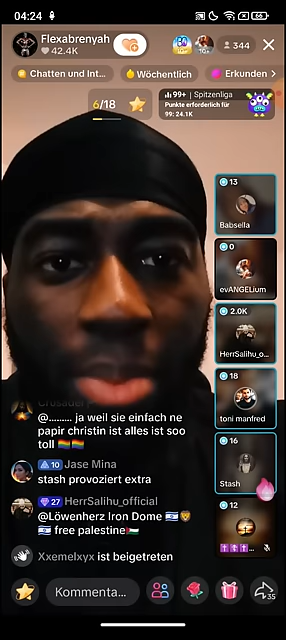 04:24
66
Flexabrenyah
42.4K
344
Chatten und Int...
Wöchentlich
Erkunden
6/18
99+ | Spitzenliga
Punkte erforderlich für
99: 24.1K
13
Babsella
0
evANGELium
2.0K
HerrSalihu_o...
18
toni manfred
16
Stash
12
@......... ja weil sie einfach ne
papir christin ist alles ist soo
toll 🏳️‍🌈🏳️‍🌈
10 Jase Mina
stash provoziert extra
27 HerrSalihu_official
@Löwenherz Iron Dome 🇮🇱🦁
🇮🇱 free palestine🇵🇸
Xxemelxyx ist beigetreten
✝️✝️✝️...
Kommenta...
35